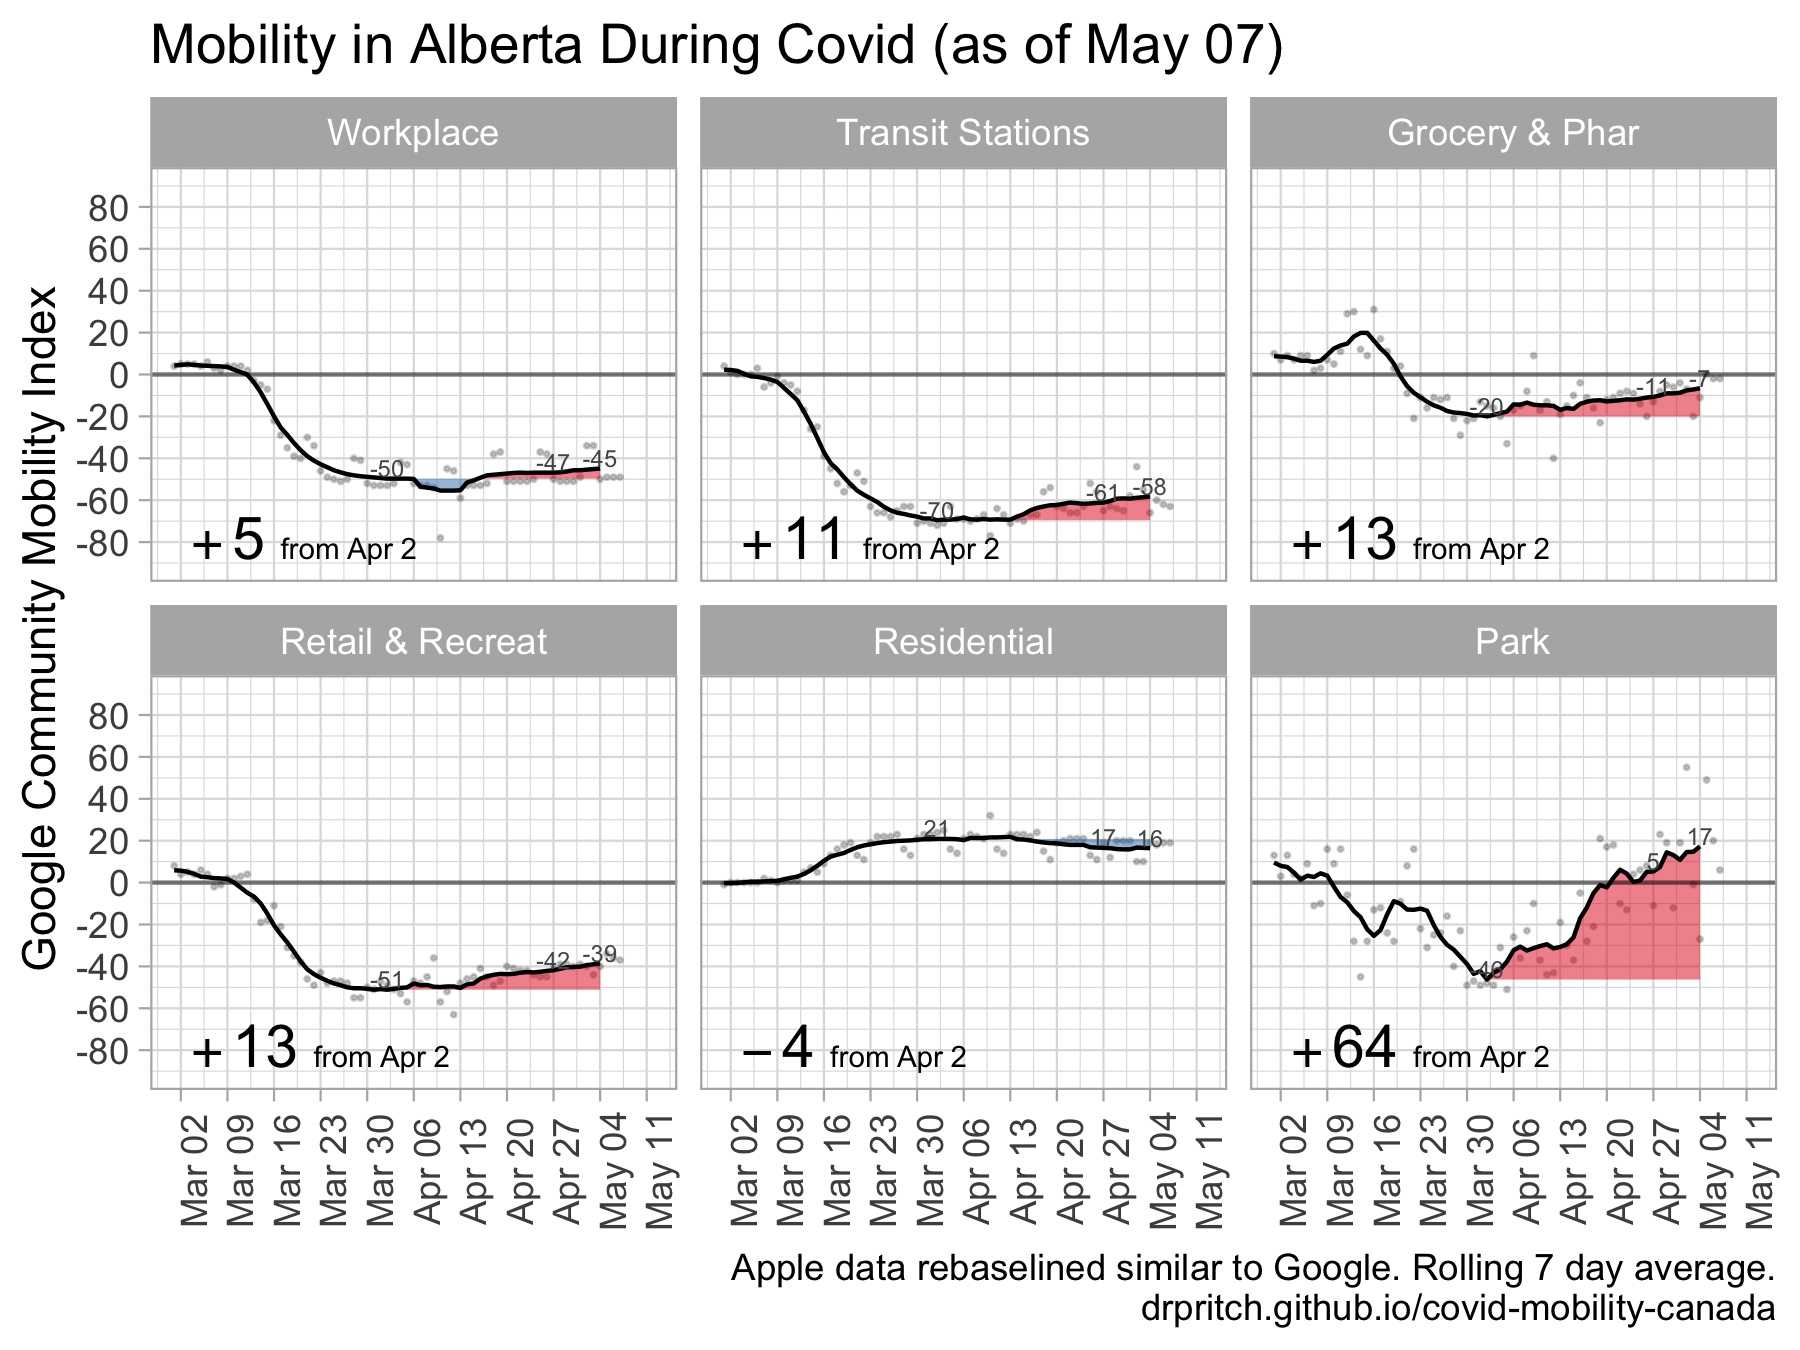 Mobility in Alberta During Covid (as of May 07)
Google Community Mobility Index
Workplace
80
60
40
20
0
-20
-40
-60
-80
-50
-47
-45
+5 from Apr 2
Transit Stations
-70
-61
-58
+11 from Apr 2
Grocery & Phar
-20
-11
-7
+13 from Apr 2
Retail & Recreat
80
60
40
20
0
-20
-40
-60
-80
-51
-42
-39
+13 from Apr 2
Residential
21
17
16
−4 from Apr 2
Park
-46
5
17
+64 from Apr 2
Mar 02
Mar 09
Mar 16
Mar 23
Mar 30
Apr 06
Apr 13
Apr 20
Apr 27
May 04
May 11
Mar 02
Mar 09
Mar 16
Mar 23
Mar 30
Apr 06
Apr 13
Apr 20
Apr 27
May 04
May 11
Mar 02
Mar 09
Mar 16
Mar 23
Mar 30
Apr 06
Apr 13
Apr 20
Apr 27
May 04
May 11
Apple data rebaselined similar to Google. Rolling 7 day average.
drpritch.github.io/covid-mobility-canada